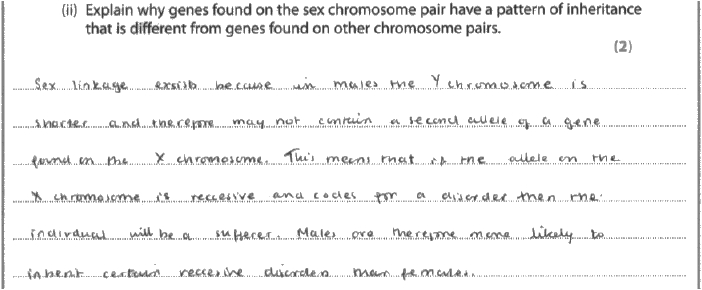 (ii) Explain why genes found on the sex chromosome pair have a pattern of inheritance
that is different from genes found on other chromosome pairs.
(2)
Sex linkage exsists because in males the Y chromosome is
shorter and therefore may not contain a second allele of a gene
found on the X chromosome. This means that if the allele on the
X chromosome is reccesive and codes for a disorder then the
individual will be a sufferer. Males are therefore more likely to
inherit certain reccesive disorders than females.